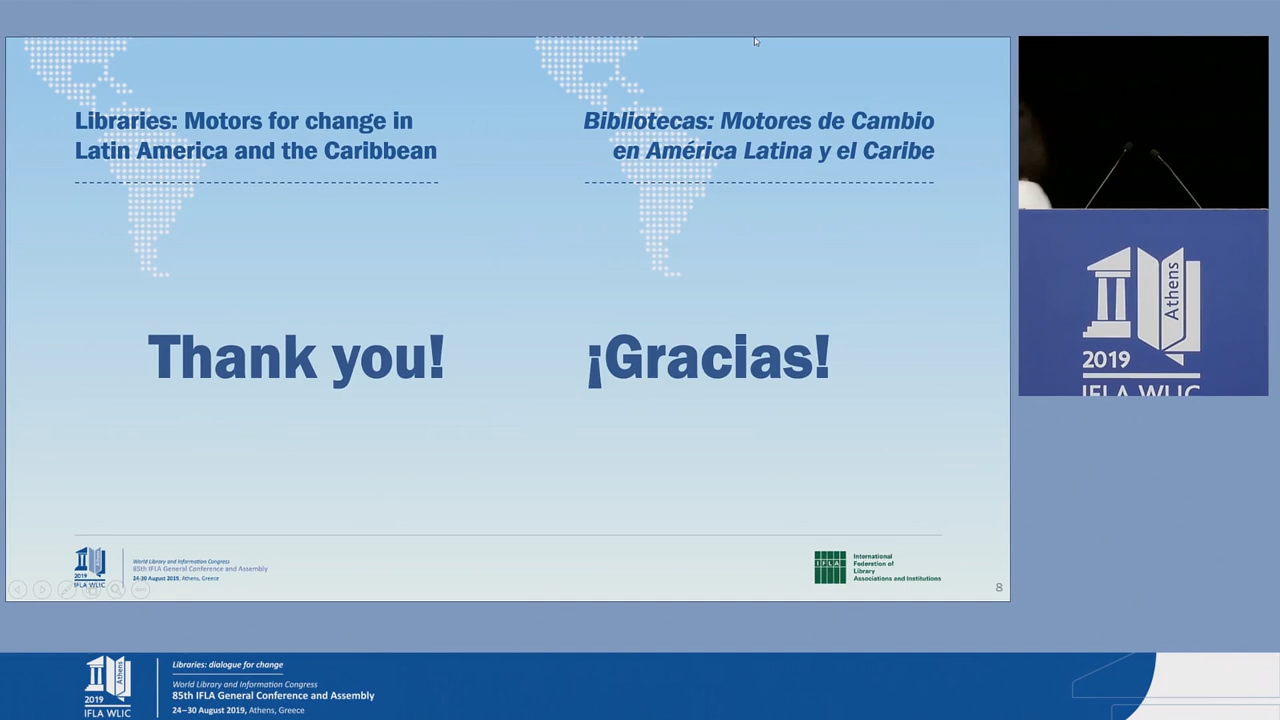 Libraries: Motors for change in
Latin America and the Caribbean
Bibliotecas: Motores de Cambio
en América Latina y el Caribe
Thank you!
¡Gracias!
2019
IFLA WLIC
World Library and Information Congress
85th IFLA General Conference and Assembly
24-30 August 2019, Athens, Greece
IFLA
International
Federation of
Library
Associations and Institutions
8
Athens
2019
IFLA WLIC
Athens
2019
IFLA WLIC
Libraries: dialogue for change
World Library and Information Congress
85th IFLA General Conference and Assembly
24–30 August 2019, Athens, Greece